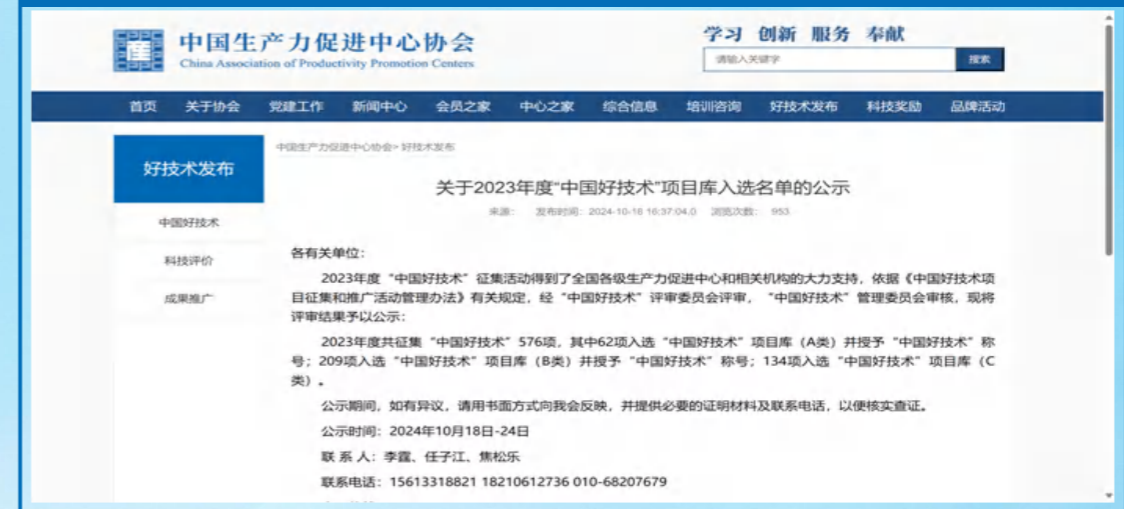 中国生产力促进中心协会
China Association of Productivity Promotion Centers
学习 创新 服务 奉献
请输入关键字
搜索
首页 关于协会 党建工作 新闻中心 会员之家 中心之家 综合信息 培训咨询 好技术发布 科技奖励 品牌活动
好技术发布
中国好技术
科技评价
成果推广
中国生产力促进中心协会>好技术发布
关于2023年度“中国好技术”项目库入选名单的公示
来源： 发布时间：2024-10-16 16:37:04.0 浏览次数： 953
各有关单位：
2023年度“中国好技术”征集活动得到了全国各级生产力促进中心和相关机构的大力支持，依据《中国好技术项
目征集和推广活动管理办法》有关规定，经“中国好技术”评审委员会评审，“中国好技术”管理委员会审核，现将
评审结果予以公示：
2023年度共征集“中国好技术”576项，其中62项入选“中国好技术”项目库（A类）并授予“中国好技术”称
号；209项入选“中国好技术”项目库（B类）并授予“中国好技术”称号；134项入选“中国好技术”项目库（C
类）。
公示期间，如有异议，请用书面方式向我会反映，并提供必要的证明材料及联系电话，以便核实查证。
公示时间：2024年10月18日-24日
联 系 人：李霞、任子江、焦松乐
联系电话：15613318821 18210612736 010-68207679